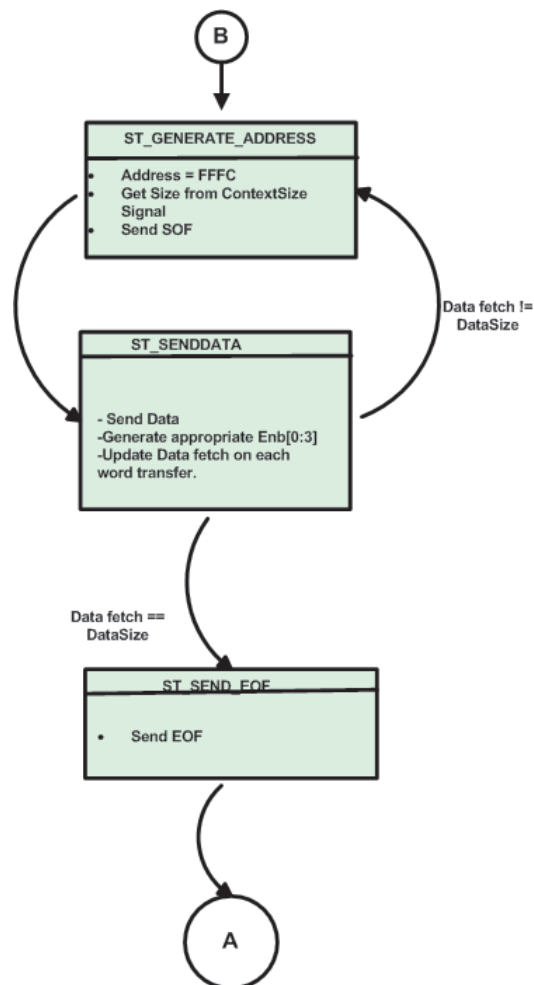 B
ST_GENERATE_ADDRESS
• Address = FFFC
• Get Size from ContextSize
Signal
• Send SOF
Data fetch !=
DataSize
ST_SENDDATA
- Send Data
-Generate appropriate Enb[0:3]
-Update Data fetch on each
word transfer.
Data fetch ==
DataSize
ST_SEND_EOF
• Send EOF
A